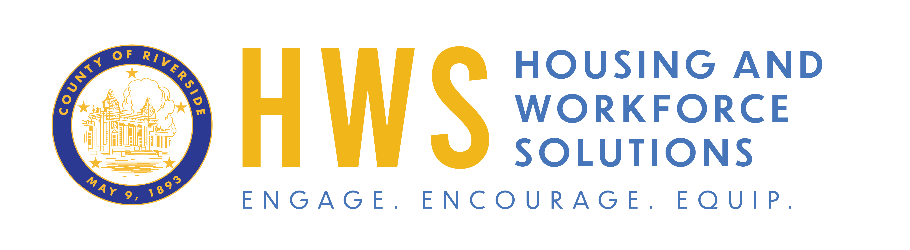 COUNTY OF RIVERSIDE
MAY 9, 1893
HWS
HOUSING AND
WORKFORCE
SOLUTIONS
ENGAGE. ENCOURAGE. EQUIP.